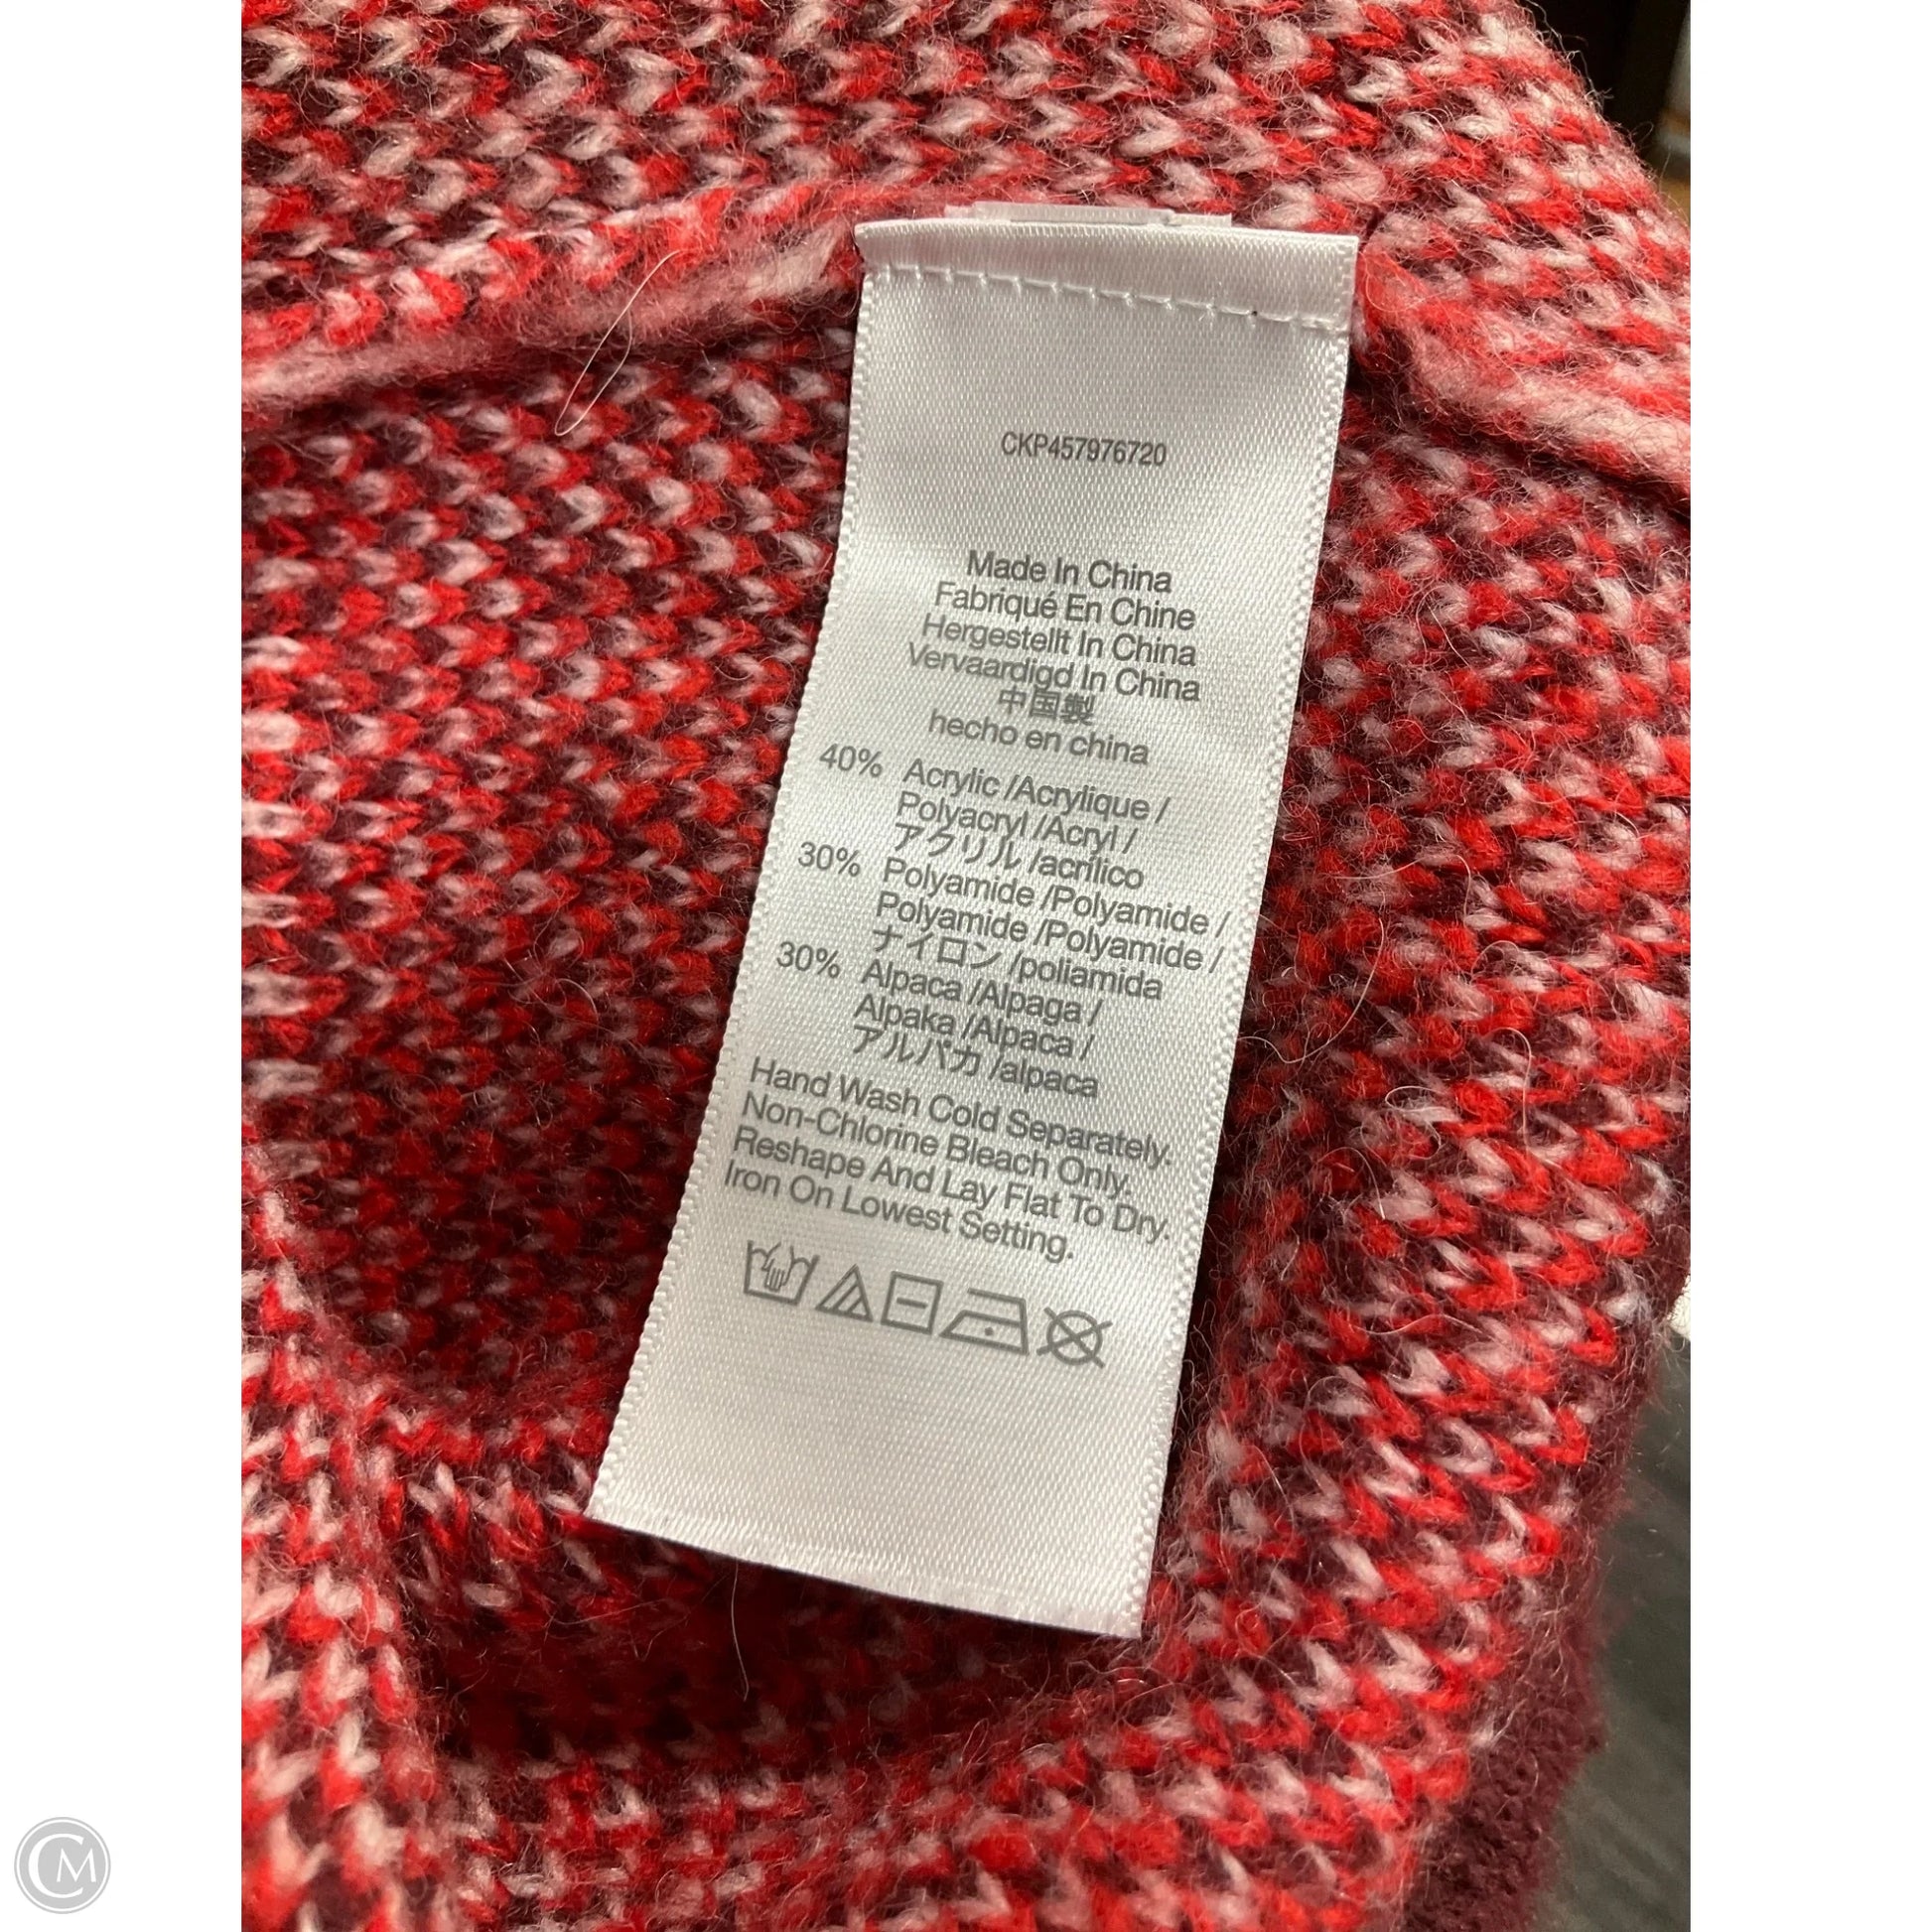 CKP457976720
Made In China
Fabriqué En Chine
Hergestellt In China
Vervaardigd In China
中国製
hecho en china
40% Acrylic /Acrylique /
Polyacryl /Acryl /
アクリル /acrílico
30% Polyamide /Polyamide /
Polyamide /Polyamide /
ナイロン /poliamida
30% Alpaca /Alpaga /
Alpaka /Alpaca /
アルパカ /alpaca
Hand Wash Cold Separately.
Non-Chlorine Bleach Only.
Reshape And Lay Flat To Dry.
Iron On Lowest Setting.
CM